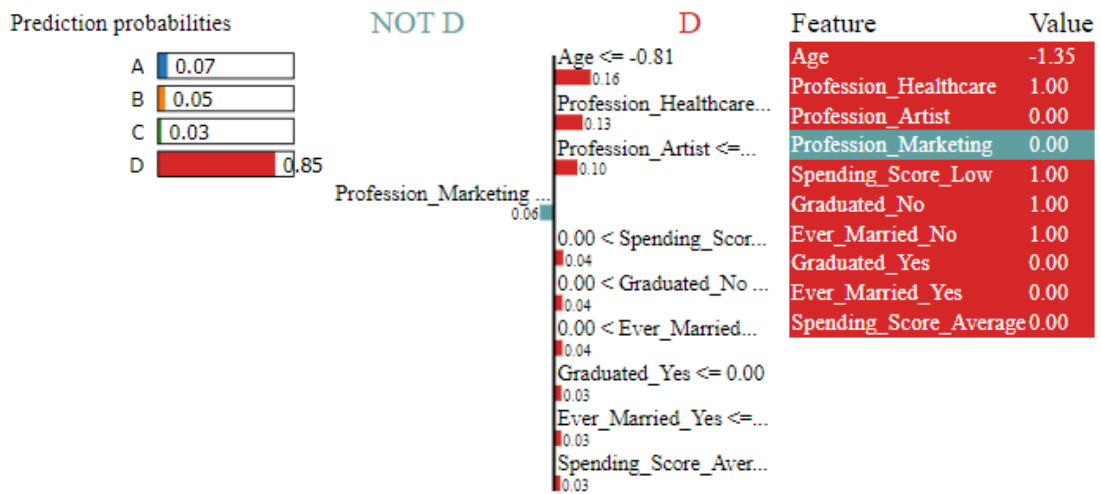 Prediction probabilities
A 0.07
B 0.05
C 0.03
D 0.85
NOT D D
Age <= -0.81
0.16
Profession_Healthcare...
0.13
Profession_Artist <=...
0.10
Profession_Marketing ...
0.06
0.00 < Spending_Scor...
0.04
0.00 < Graduated_No ...
0.04
0.00 < Ever_Married...
0.04
Graduated_Yes <= 0.00
0.03
Ever_Married_Yes <=...
0.03
Spending_Score_Aver...
0.03
Feature Value
Age -1.35
Profession_Healthcare 1.00
Profession_Artist 0.00
Profession_Marketing 0.00
Spending_Score_Low 1.00
Graduated_No 1.00
Ever_Married_No 1.00
Graduated_Yes 0.00
Ever_Married_Yes 0.00
Spending_Score_Average 0.00